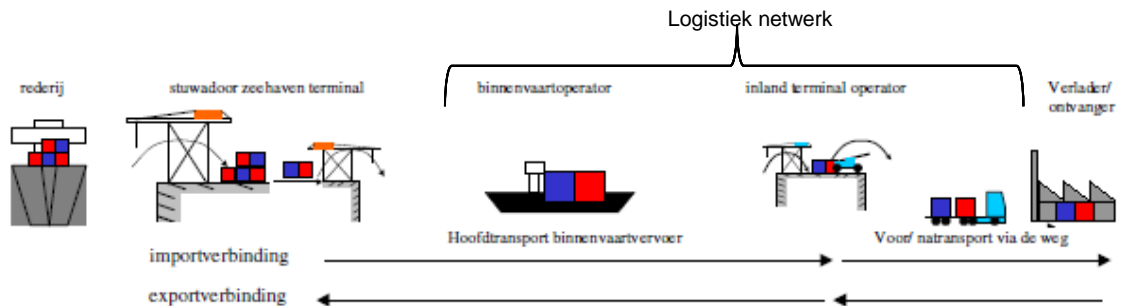 Logistiek netwerk
rederij
stuwadoor zeehaven terminal
binnenvaartoperator
inland terminal operator
Verlader/
ontvanger
Hoofdtransport binnenvaartvervoer
Voor/ natransport via de weg
importverbinding
exportverbinding